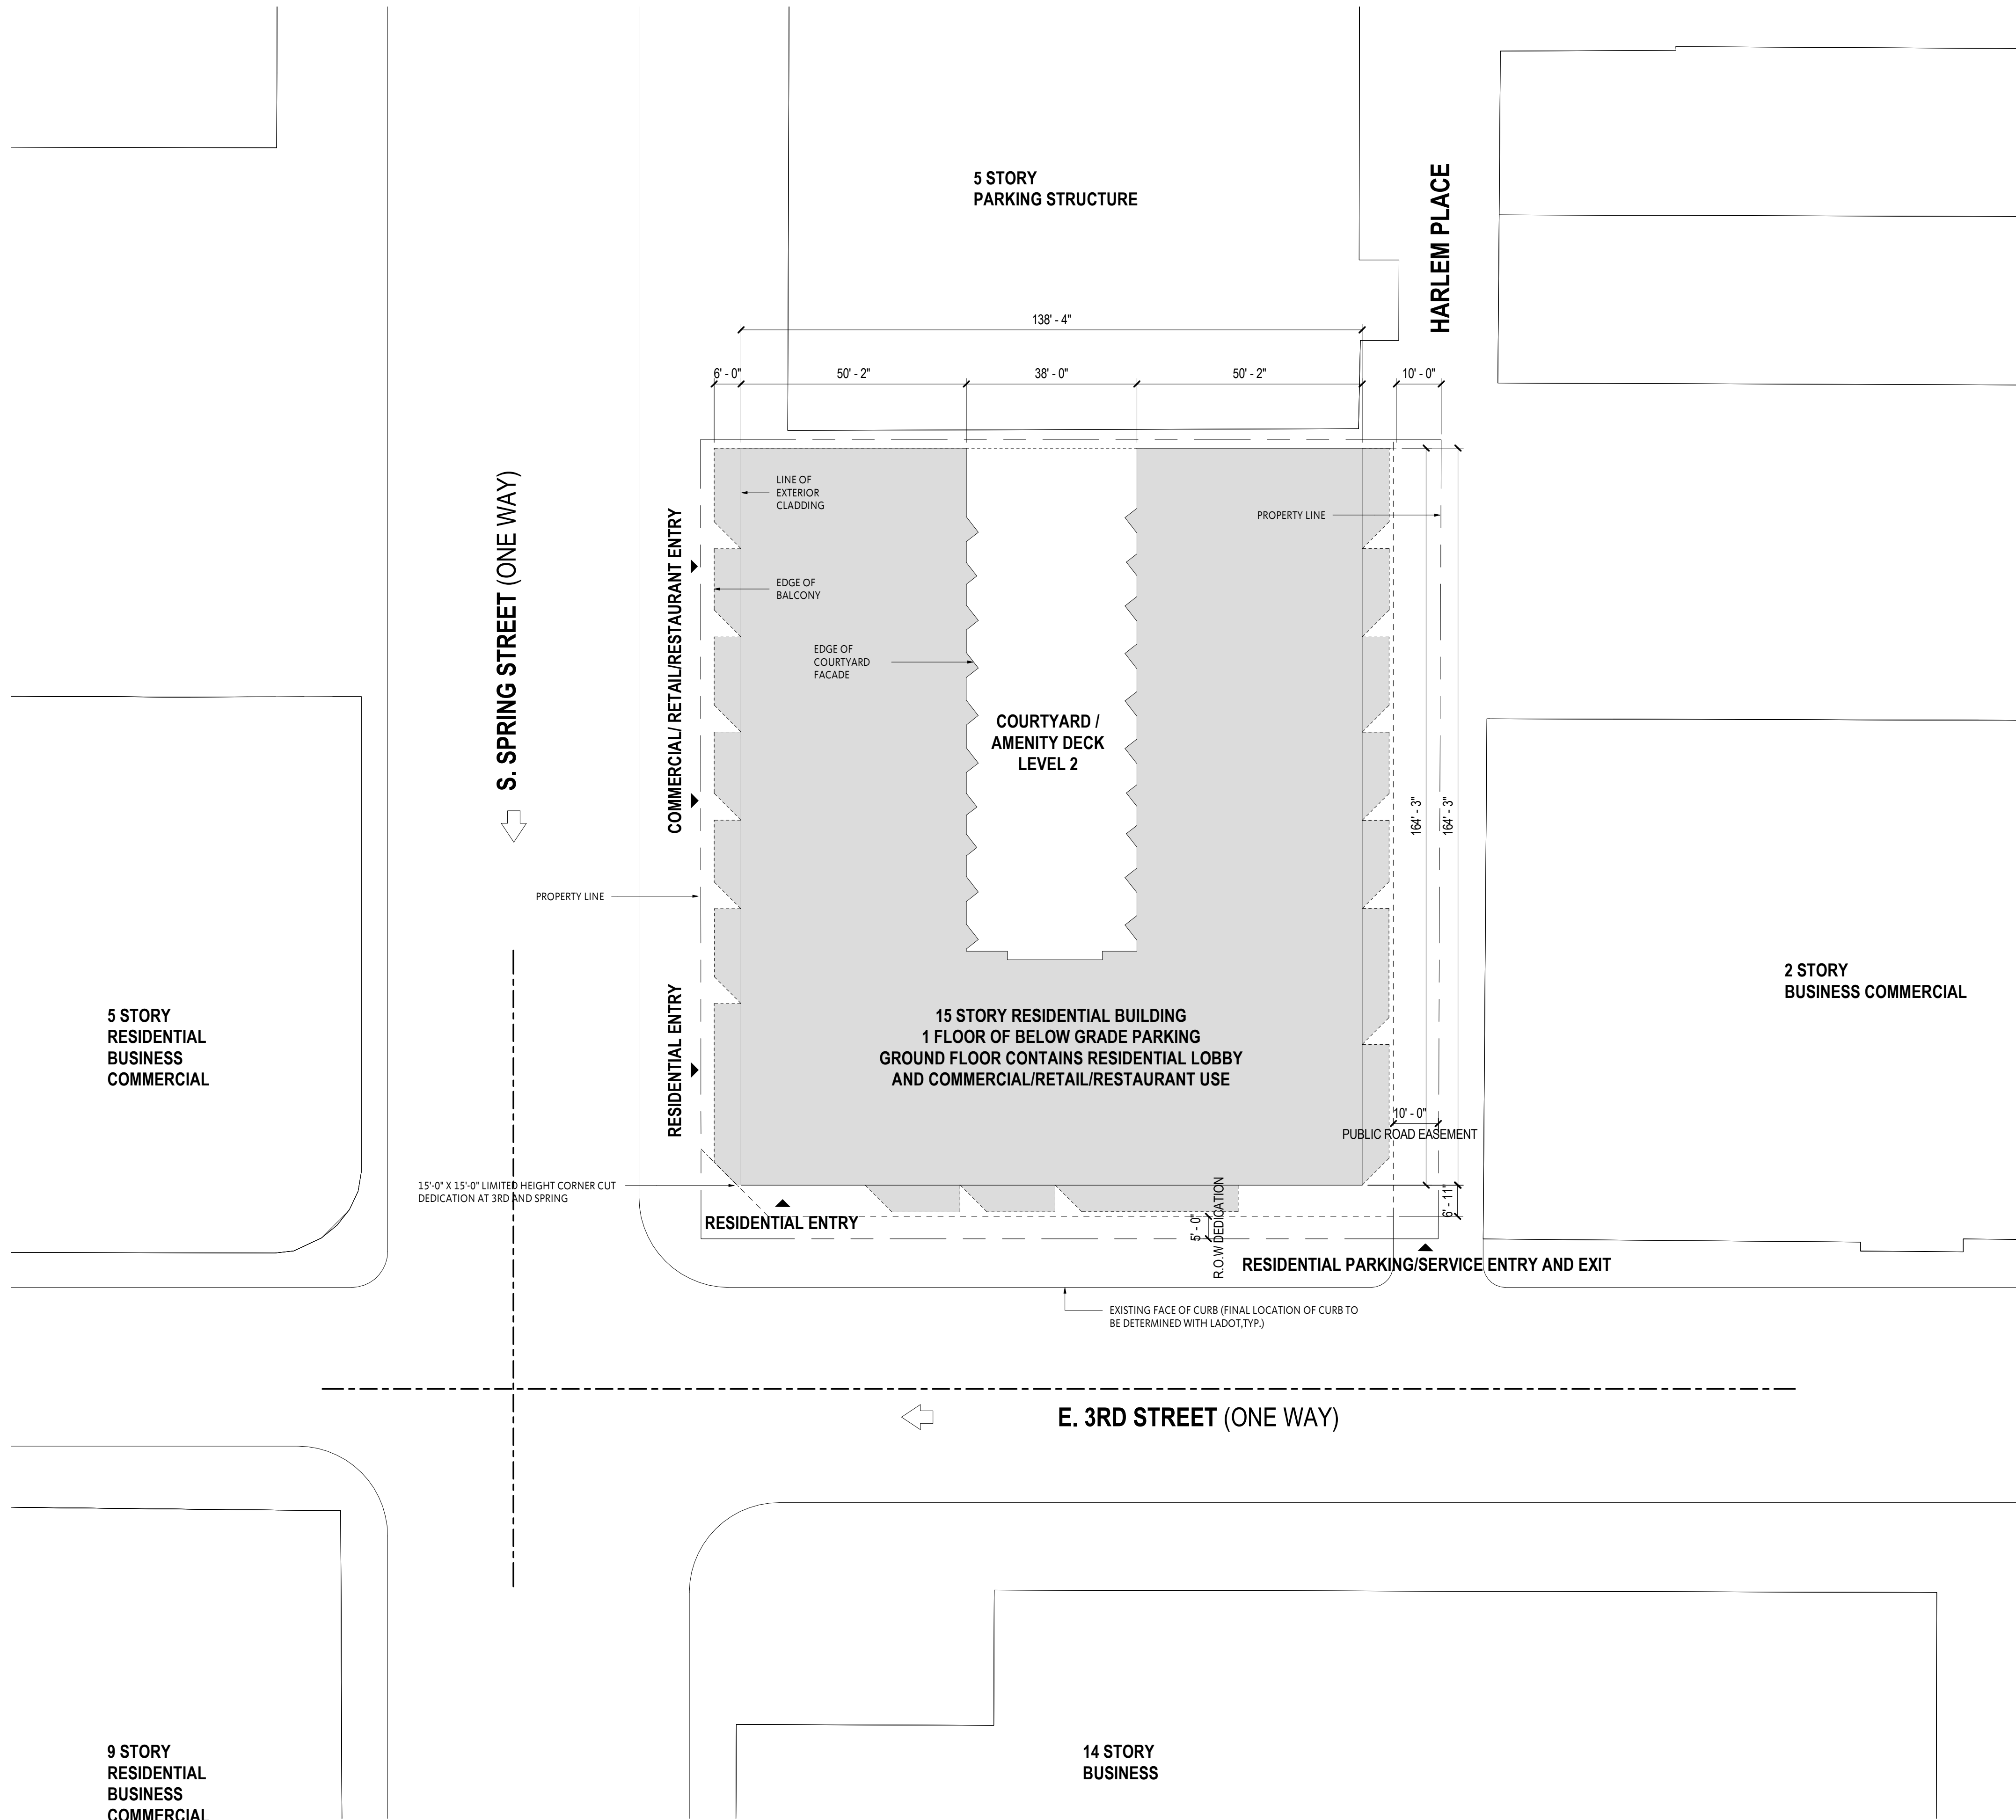 5 STORY
PARKING STRUCTURE
HARLEM PLACE
138' - 4"
6' - 0"
50' - 2"
38' - 0"
50' - 2"
10' - 0"
LINE OF
EXTERIOR
CLADDING
PROPERTY LINE
S. SPRING STREET (ONE WAY)
COMMERCIAL/ RETAIL/RESTAURANT ENTRY
EDGE OF
BALCONY
EDGE OF
COURTYARD
FACADE
COURTYARD /
AMENITY DECK
LEVEL 2
164' - 3"
164' - 3"
PROPERTY LINE
2 STORY
BUSINESS COMMERCIAL
5 STORY
RESIDENTIAL
BUSINESS
COMMERCIAL
RESIDENTIAL ENTRY
15 STORY RESIDENTIAL BUILDING
1 FLOOR OF BELOW GRADE PARKING
GROUND FLOOR CONTAINS RESIDENTIAL LOBBY
AND COMMERCIAL/RETAIL/RESTAURANT USE
10' - 0"
PUBLIC ROAD EASEMENT
15'-0" X 15'-0" LIMITED HEIGHT CORNER CUT
DEDICATION AT 3RD AND SPRING
6' - 11"
RESIDENTIAL ENTRY
5' - 0"
R.O.W DEDICATION
RESIDENTIAL PARKING/SERVICE ENTRY AND EXIT
EXISTING FACE OF CURB (FINAL LOCATION OF CURB TO
BE DETERMINED WITH LADOT,TYP.)
E. 3RD STREET (ONE WAY)
9 STORY
RESIDENTIAL
BUSINESS
COMMERCIAL
14 STORY
BUSINESS